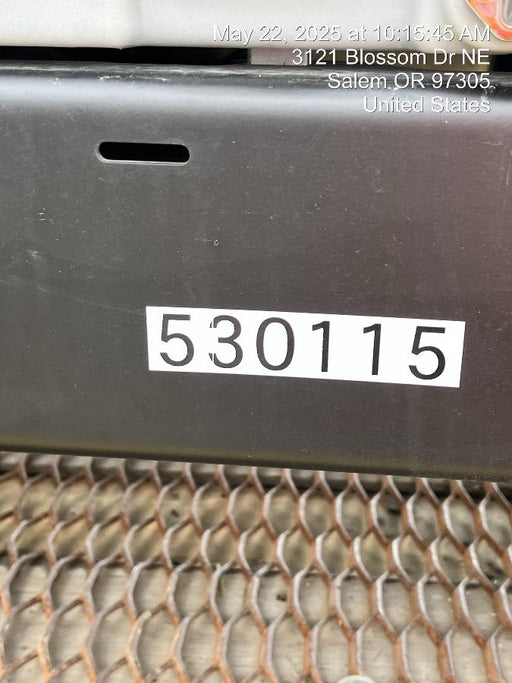 May 22, 2025 at 10:15:45 AM
3121 Blossom Dr NE
Salem OR 97305
United States
530115